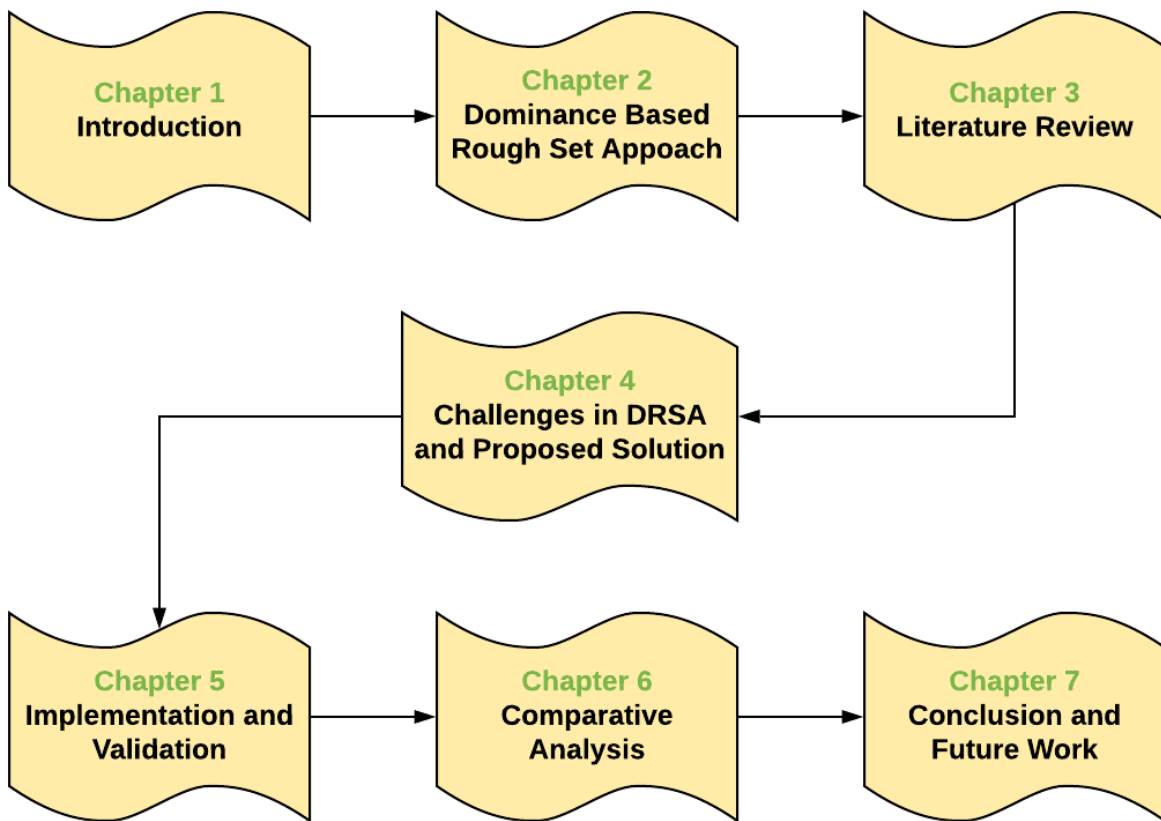 Chapter 1
Introduction
Chapter 2
Dominance Based
Rough Set Appoach
Chapter 3
Literature Review
Chapter 4
Challenges in DRSA
and Proposed Solution
Chapter 5
Implementation and
Validation
Chapter 6
Comparative
Analysis
Chapter 7
Conclusion and
Future Work